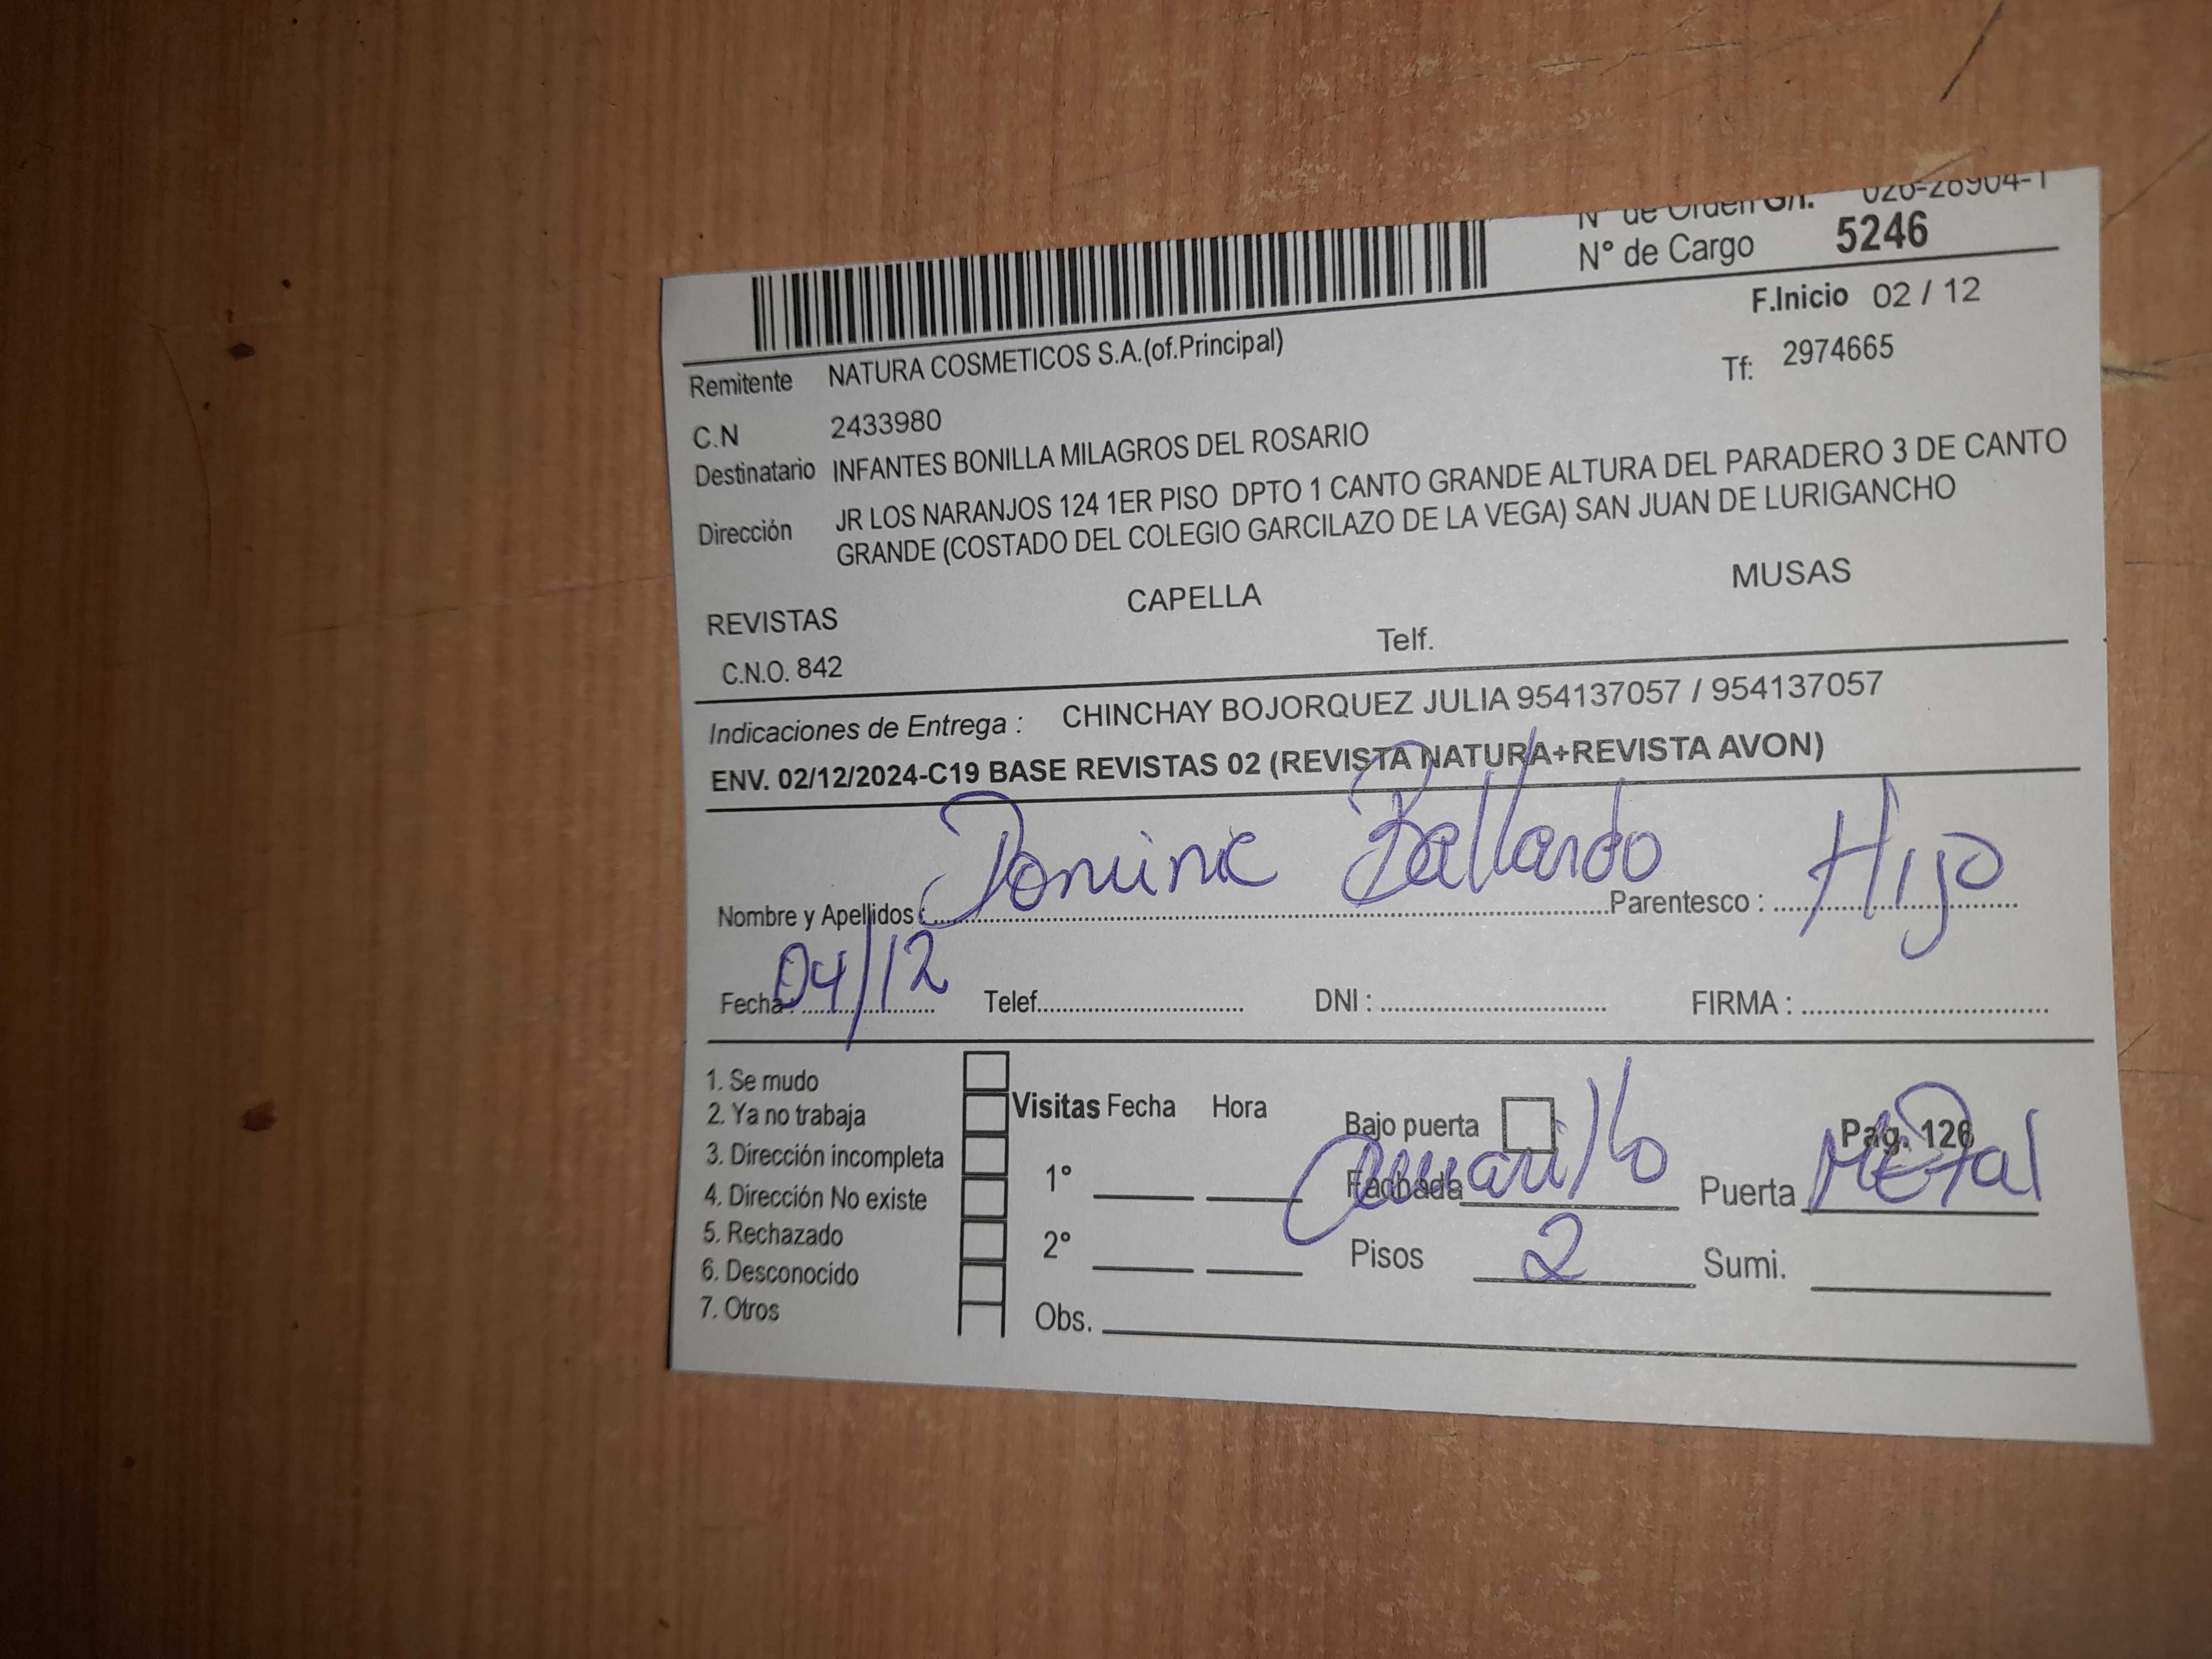 N° de Orden S/I. 026-28904-1
N° de Cargo 5246
F.Inicio 02 / 12
Remitente NATURA COSMETICOS S.A.(of.Principal) Tf: 2974665
C.N 2433980
Destinatario INFANTES BONILLA MILAGROS DEL ROSARIO
Dirección JR LOS NARANJOS 124 1ER PISO DPTO 1 CANTO GRANDE ALTURA DEL PARADERO 3 DE CANTO
GRANDE (COSTADO DEL COLEGIO GARCILAZO DE LA VEGA) SAN JUAN DE LURIGANCHO
REVISTAS CAPELLA MUSAS
C.N.O. 842 Telf.
Indicaciones de Entrega : CHINCHAY BOJORQUEZ JULIA 954137057 / 954137057
ENV. 02/12/2024-C19 BASE REVISTAS 02 (REVISTA NATURA+REVISTA AVON)
Nombre y Apellidos : Dominic Ballardo Parentesco : Hijo
Fecha : 04/12 Telef. DNI : FIRMA :
1. Se mudo
2. Ya no trabaja Visitas Fecha Hora Bajo puerta Pag. 126
3. Dirección incompleta
4. Dirección No existe 1° Fachada Amarillo Puerta Metal
5. Rechazado
6. Desconocido 2° Pisos 2 Sumi.
7. Otros Obs.